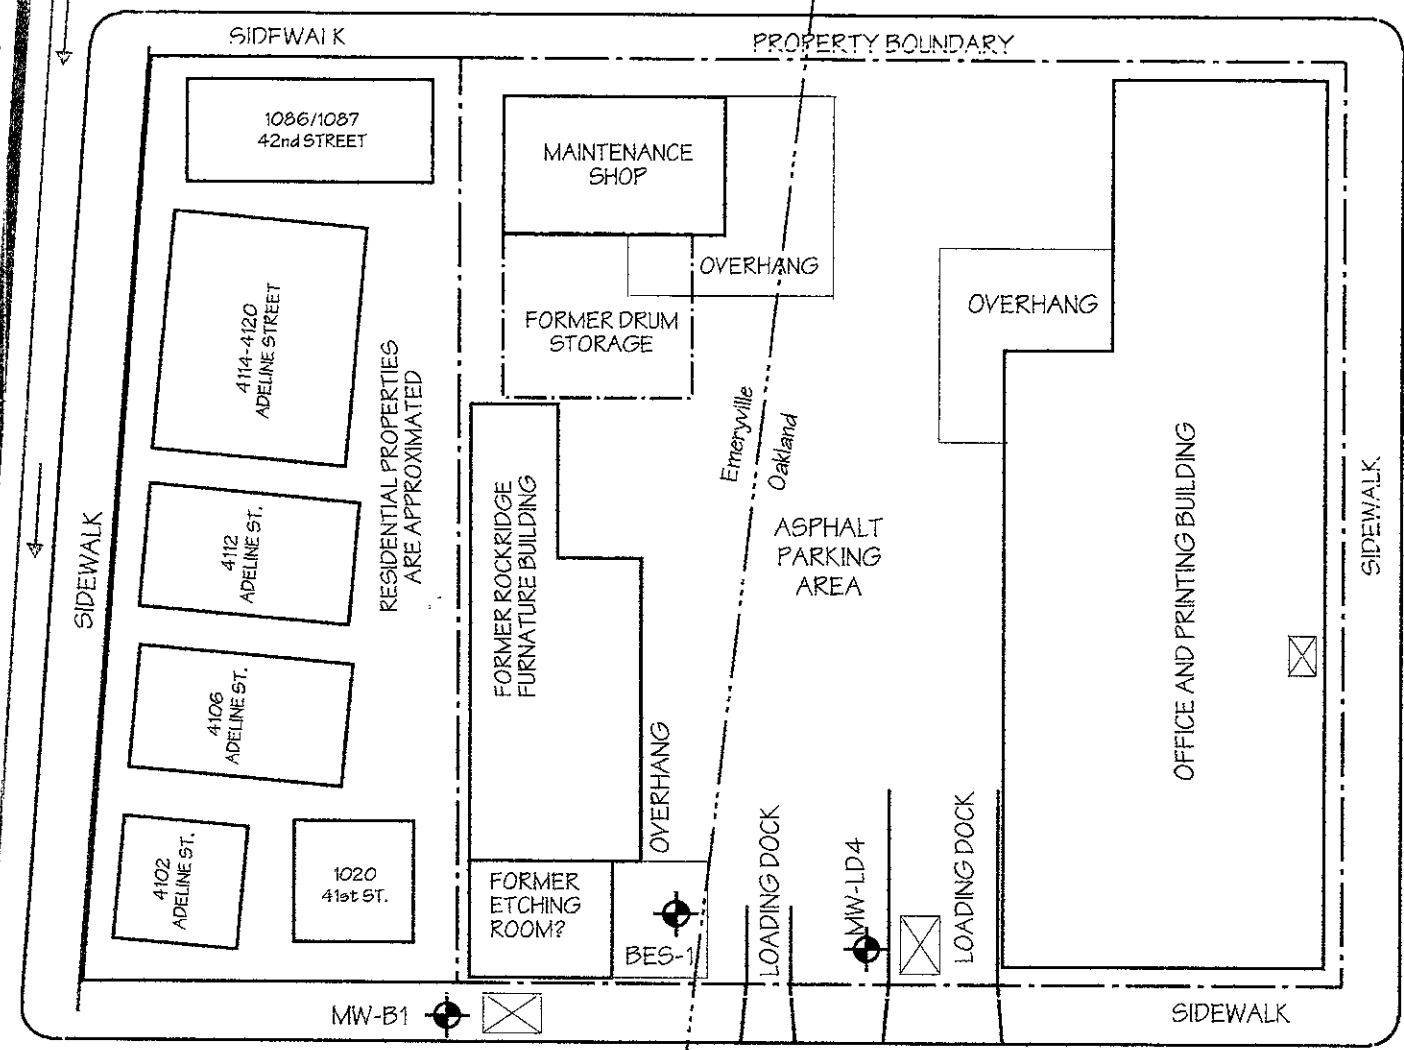 SIDEWALK
PROPERTY BOUNDARY
1086/1087
42nd STREET
MAINTENANCE
SHOP
OVERHANG
OVERHANG
FORMER DRUM
STORAGE
4114-4120
ADELINE STREET
RESIDENTIAL PROPERTIES
ARE APPROXIMATED
Emeryville
Oakland
ASPHALT
PARKING
AREA
OFFICE AND PRINTING BUILDING
SIDEWALK
SIDEWALK
4112
ADELINE ST.
FORMER ROCKRIDGE
FURNATURE BUILDING
4106
ADELINE ST.
OVERHANG
LOADING DOCK
MW-LD4
LOADING DOCK
4102
ADELINE ST.
1020
41st ST.
FORMER
ETCHING
ROOM?
BES-1
MW-B1
SIDEWALK